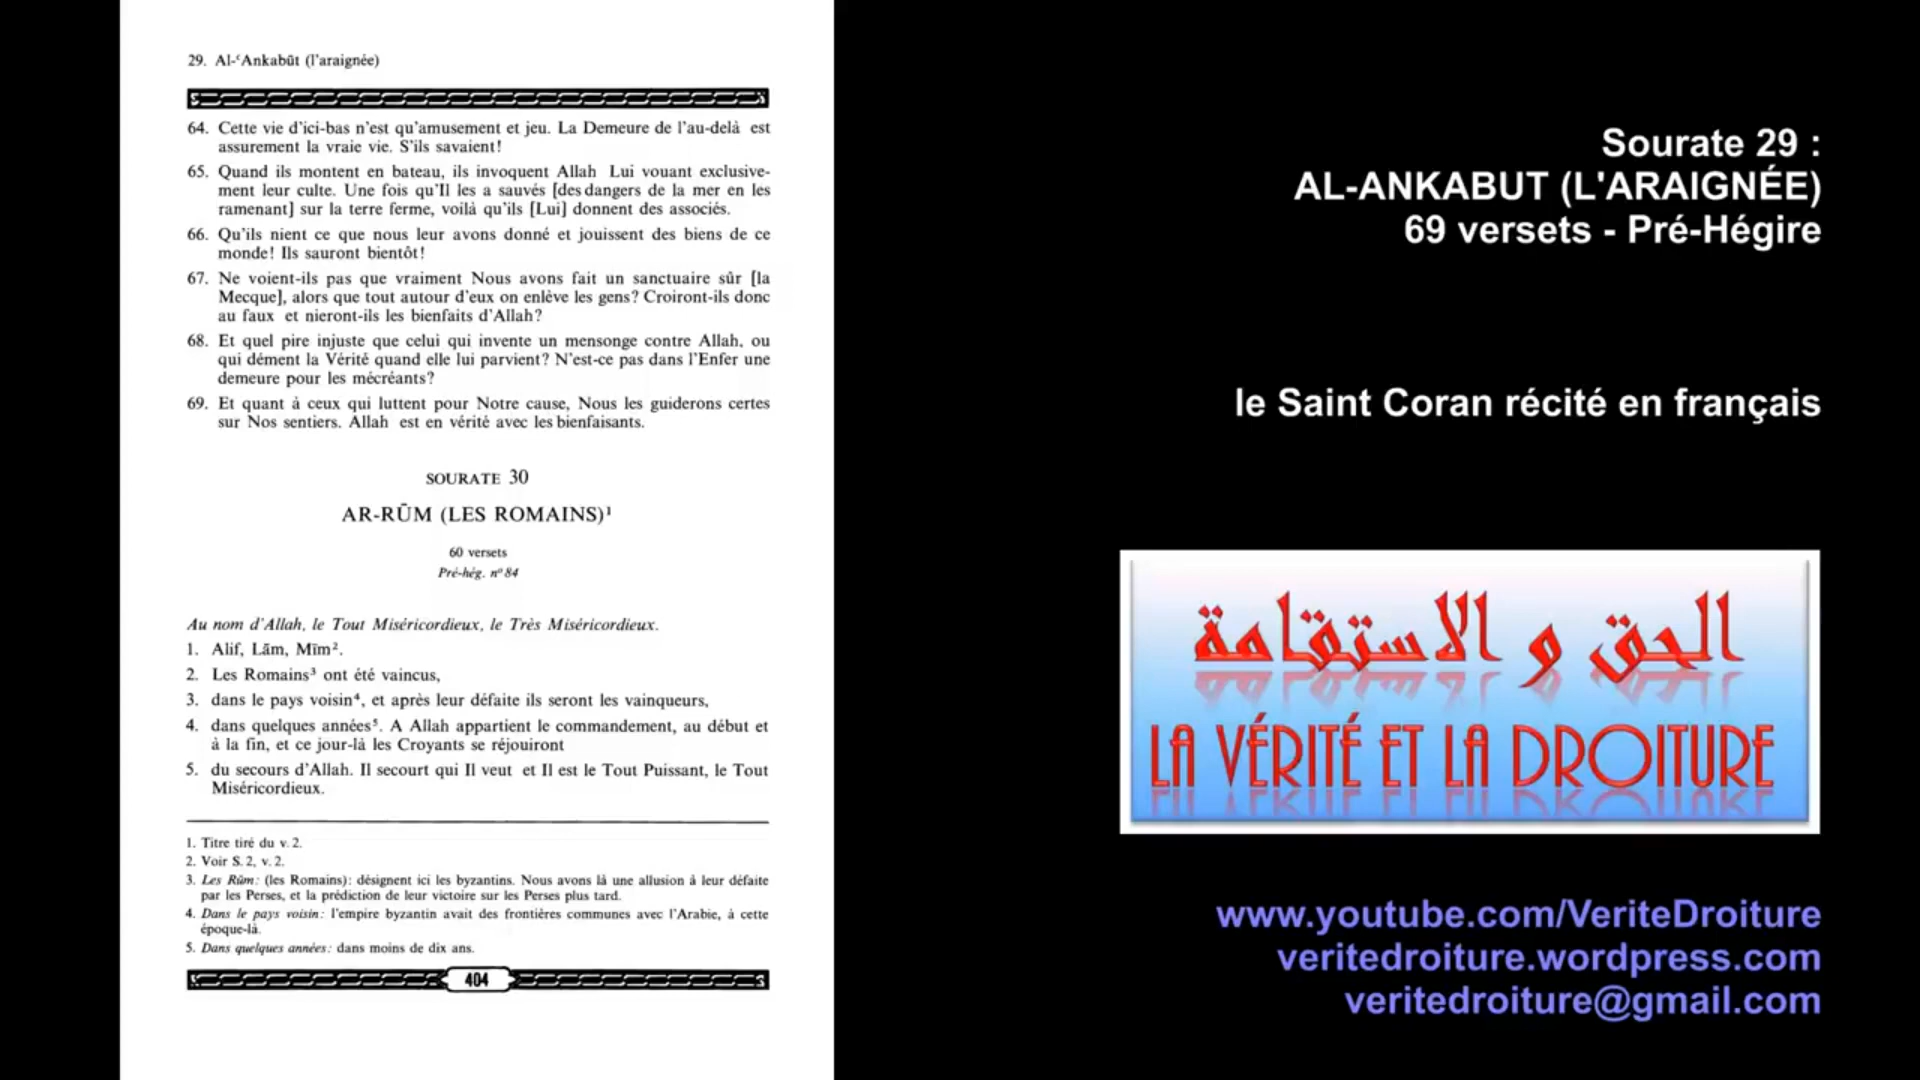 29. Al-ʿAnkabūt (l'araignée)
64. Cette vie d'ici-bas n'est qu'amusement et jeu. La Demeure de l'au-delà est
assurement la vraie vie. S'ils savaient!
65. Quand ils montent en bateau, ils invoquent Allah Lui vouant exclusive-
ment leur culte. Une fois qu'Il les a sauvés [des dangers de la mer en les
ramenant] sur la terre ferme, voilà qu'ils [Lui] donnent des associés.
66. Qu'ils nient ce que nous leur avons donné et jouissent des biens de ce
monde! Ils sauront bientôt!
67. Ne voient-ils pas que vraiment Nous avons fait un sanctuaire sûr [la
Mecque], alors que tout autour d'eux on enlève les gens? Croiront-ils donc
au faux et nieront-ils les bienfaits d'Allah?
68. Et quel pire injuste que celui qui invente un mensonge contre Allah, ou
qui dément la Vérité quand elle lui parvient? N'est-ce pas dans l'Enfer une
demeure pour les mécréants?
69. Et quant à ceux qui luttent pour Notre cause, Nous les guiderons certes
sur Nos sentiers. Allah est en vérité avec les bienfaisants.
SOURATE 30
AR-RŪM (LES ROMAINS)¹
60 versets
Pré-hég. n° 84
Au nom d'Allah, le Tout Miséricordieux, le Très Miséricordieux.
1. Alif, Lām, Mīm².
2. Les Romains³ ont été vaincus,
3. dans le pays voisin⁴, et après leur défaite ils seront les vainqueurs,
4. dans quelques années⁵. A Allah appartient le commandement, au début et
à la fin, et ce jour-là les Croyants se réjouiront
5. du secours d'Allah. Il secourt qui Il veut et Il est le Tout Puissant, le Tout
Miséricordieux.
1. Titre tiré du v. 2.
2. Voir S. 2, v. 2.
3. Les Rūm: (les Romains): désignent ici les byzantins. Nous avons là une allusion à leur défaite
par les Perses, et la prédiction de leur victoire sur les Perses plus tard.
4. Dans le pays voisin: l'empire byzantin avait des frontières communes avec l'Arabie, à cette
époque-là.
5. Dans quelques années: dans moins de dix ans.
404
Sourate 29 :
AL-ANKABUT (L'ARAIGNÉE)
69 versets - Pré-Hégire
le Saint Coran récité en français
الحق و الاستقامة
LA VÉRITÉ ET LA DROITURE
www.youtube.com/VeriteDroiture
veritedroiture.wordpress.com
veritedroiture@gmail.com